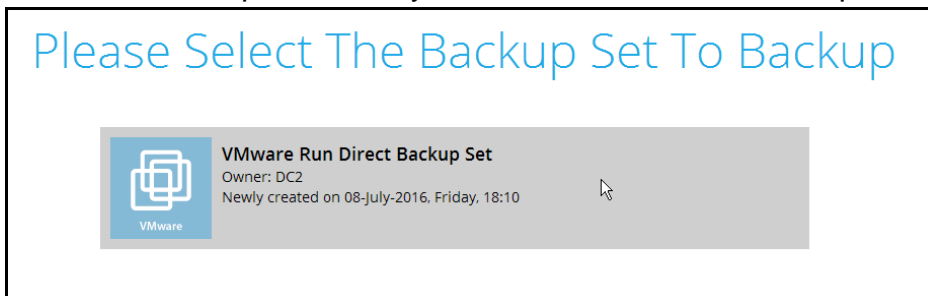 Please Select The Backup Set To Backup
VMware Run Direct Backup Set
Owner: DC2
Newly created on 08-July-2016, Friday, 18:10
VMware